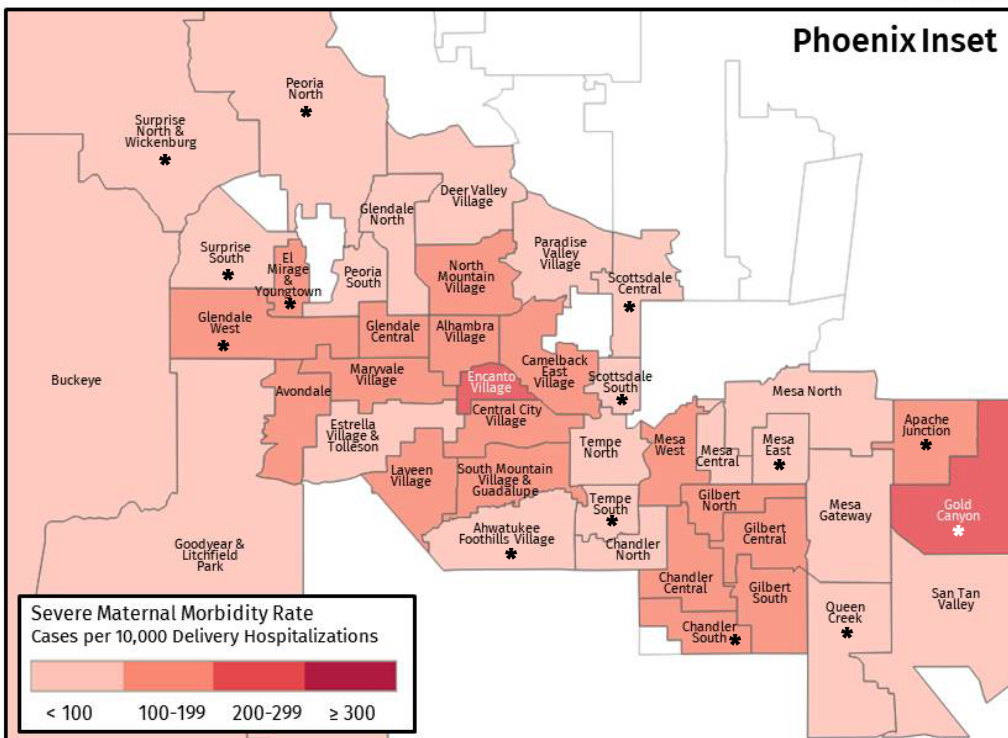 Phoenix Inset
Peoria
North
*
Surprise
North &
Wickenburg
*
Deer Valley
Village
Glendale
North
Paradise
Valley
Village
Surprise
South
*
El
Mirage
&
Youngtown
*
Peoria
South
North
Mountain
Village
Scottsdale
Central
*
Glendale
West
*
Glendale
Central
Alhambra
Village
Camelback
East
Village
Buckeye
Avondale
Maryvale
Village
Encanto
Village
Scottsdale
South
*
Mesa North
Estrella
Village &
Tolleson
Central City
Village
Tempe
North
Mesa
West
Mesa
Central
Mesa
East
*
Apache
Junction
*
Laveen
Village
South Mountain
Village &
Guadalupe
Tempe
South
*
Gilbert
North
Mesa
Gateway
Gold
Canyon
*
Ahwatukee
Foothills Village
*
Chandler
North
Gilbert
Central
Goodyear &
Litchfield
Park
Chandler
Central
Gilbert
South
San Tan
Valley
Chandler
South *
Queen
Creek
*
Severe Maternal Morbidity Rate
Cases per 10,000 Delivery Hospitalizations
< 100 100-199 200-299 ≥ 300